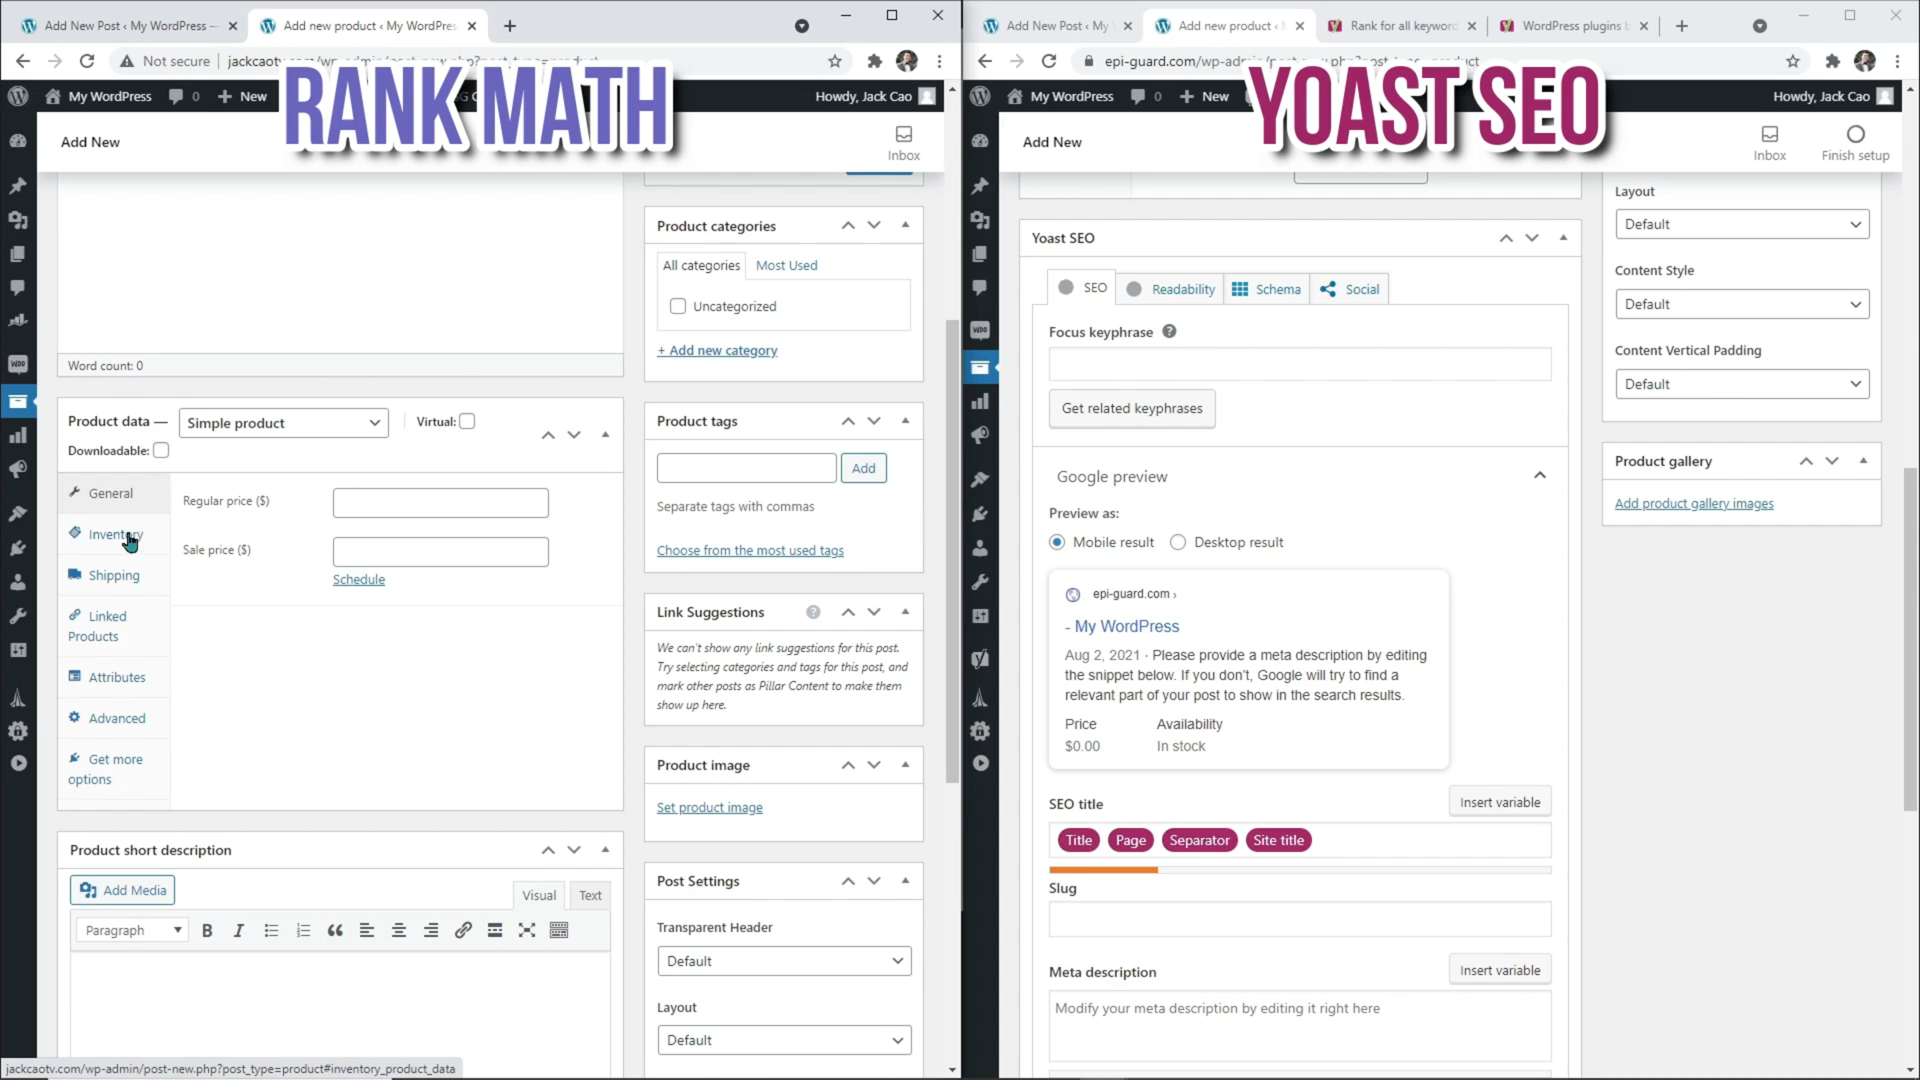 Add New Post ‹ My WordPress —
Add new product ‹ My WordPres
Not secure
RANK MATH
My WordPress
0
New
Howdy, Jack Cao
Add New
Inbox
Word count: 0
Product data —
Simple product
Virtual:
Downloadable:
General
Inventory
Shipping
Linked
Products
Attributes
Advanced
Get more
options
Regular price ($)
Sale price ($)
Schedule
Product short description
Add Media
Visual
Text
Paragraph
B
I
Product categories
All categories
Most Used
Uncategorized
+ Add new category
Product tags
Add
Separate tags with commas
Choose from the most used tags
Link Suggestions
We can't show any link suggestions for this post.
Try selecting categories and tags for this post, and
mark other posts as Pillar Content to make them
show up here.
Product image
Set product image
Post Settings
Transparent Header
Default
Layout
Default
jackcaotv.com/wp-admin/post-new.php?post_type=product#inventory_product_data
Add New Post ‹ My
Add new product ‹
Rank for all keyword
WordPress plugins b
YOAST SEO
My WordPress
0
New
Howdy, Jack Cao
Add New
Inbox
Finish setup
Yoast SEO
SEO
Readability
Schema
Social
Focus keyphrase
Get related keyphrases
Google preview
Preview as:
Mobile result
Desktop result
epi-guard.com ›
- My WordPress
Aug 2, 2021 · Please provide a meta description by editing
the snippet below. If you don't, Google will try to find a
relevant part of your post to show in the search results.
Price
Availability
$0.00
In stock
SEO title
Insert variable
Title
Page
Separator
Site title
Slug
Meta description
Insert variable
Modify your meta description by editing it right here
Layout
Default
Content Style
Default
Content Vertical Padding
Default
Product gallery
Add product gallery images